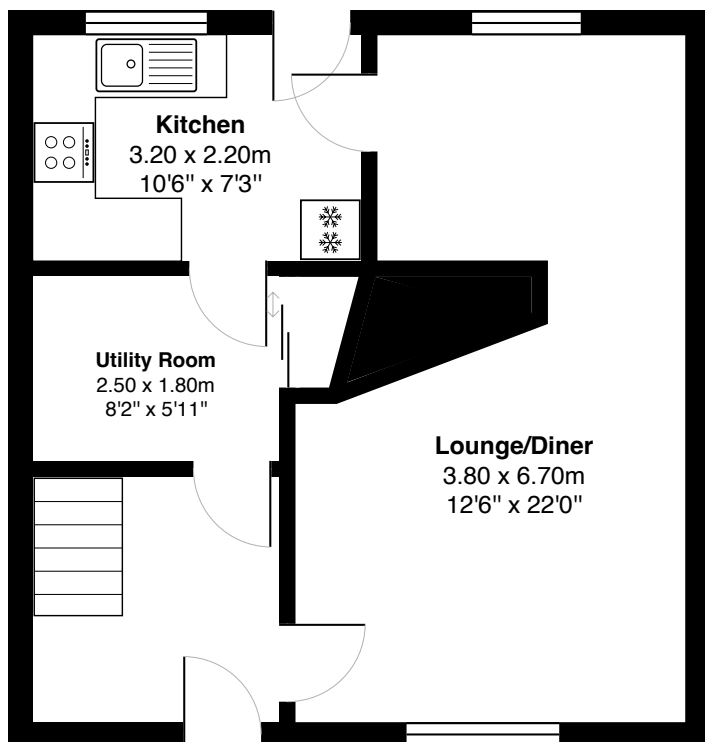 Kitchen
3.20 x 2.20m
10'6" x 7'3"
Utility Room
2.50 x 1.80m
8'2" x 5'11"
Lounge/Diner
3.80 x 6.70m
12'6" x 22'0"